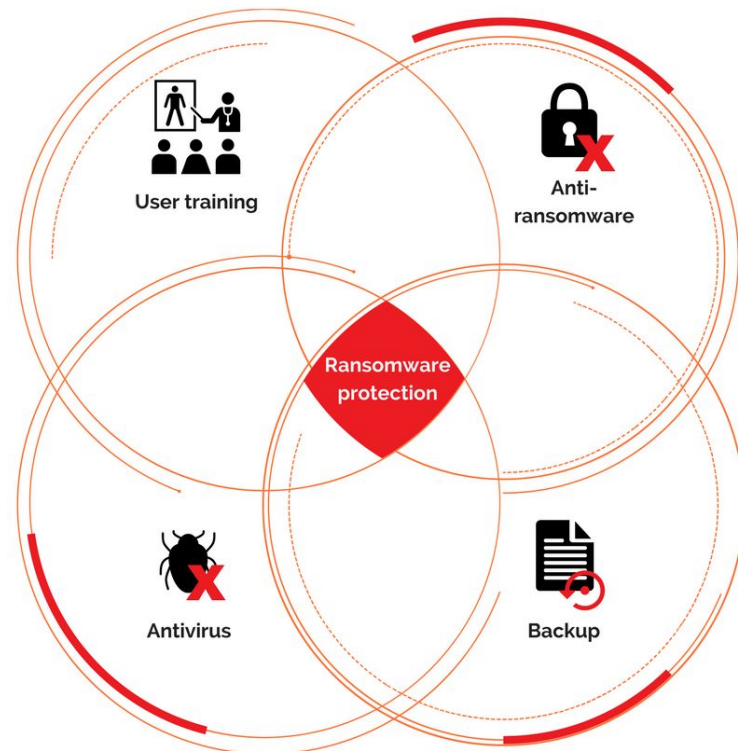 User training
Anti-
ransomware
Ransomware
protection
Antivirus
Backup